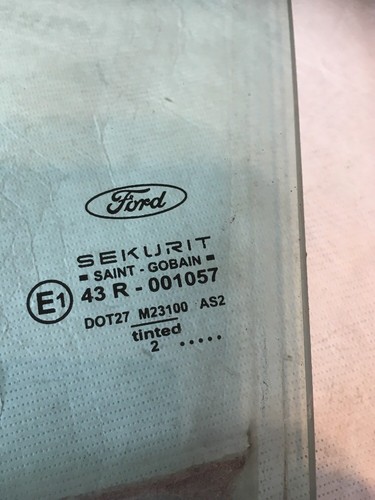 Ford
SEKURIT
SAINT - GOBAIN
E1 43 R - 001057
DOT27 M23100 AS2
tinted
2 .....